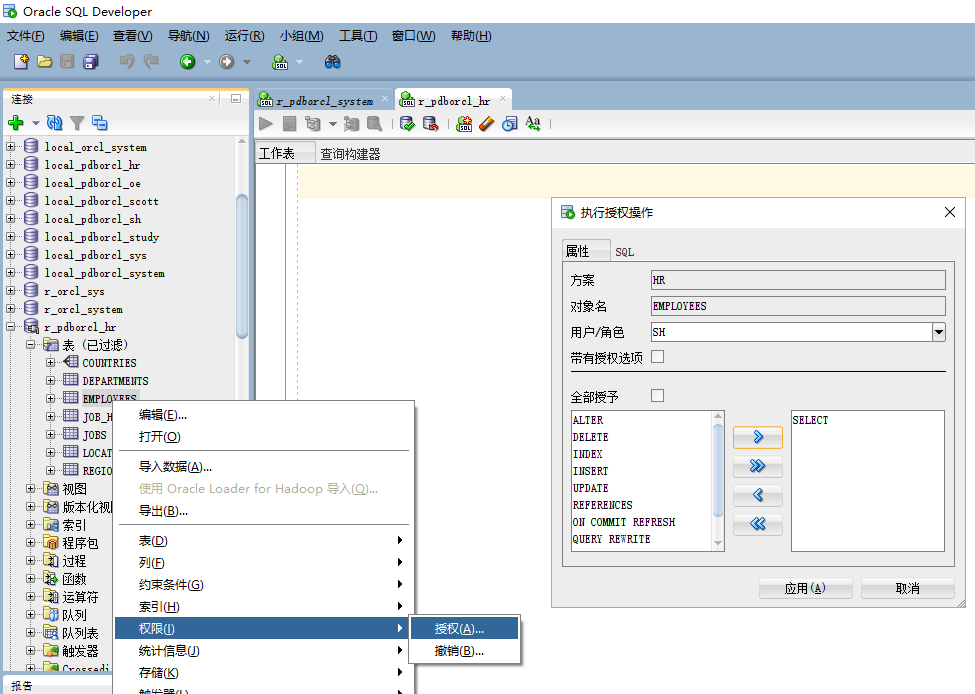 Oracle SQL Developer
文件(F) 编辑(E) 查看(V) 导航(N) 运行(R) 小组(M) 工具(T) 窗口(W) 帮助(H)
连接
r_pdborcl_system
r_pdborcl_hr
工作表 查询构建器
local_orcl_system
local_pdborcl_hr
local_pdborcl_oe
local_pdborcl_scott
local_pdborcl_sh
local_pdborcl_study
local_pdborcl_sys
local_pdborcl_system
r_orcl_sys
r_orcl_system
r_pdborcl_hr
表 (已过滤)
COUNTRIES
DEPARTMENTS
EMPLOYEES
JOB_H
JOBS
LOCAT
REGIO
视图
版本化视
索引
程序包
过程
函数
运算符
队列
队列表
触发器
Crossedi
报告
编辑(E)...
打开(O)
导入数据(A)...
使用 Oracle Loader for Hadoop 导入(Q)...
导出(B)...
表(D)
列(F)
约束条件(G)
索引(H)
权限(I)
统计信息(J)
存储(K)
触发器(L)
授权(A)...
撤销(B)...
执行授权操作
属性 SQL
方案 HR
对象名 EMPLOYEES
用户/角色 SH
带有授权选项
全部授予
ALTER
DELETE
INDEX
INSERT
UPDATE
REFERENCES
ON COMMIT REFRESH
QUERY REWRITE
SELECT
应用(A) 取消